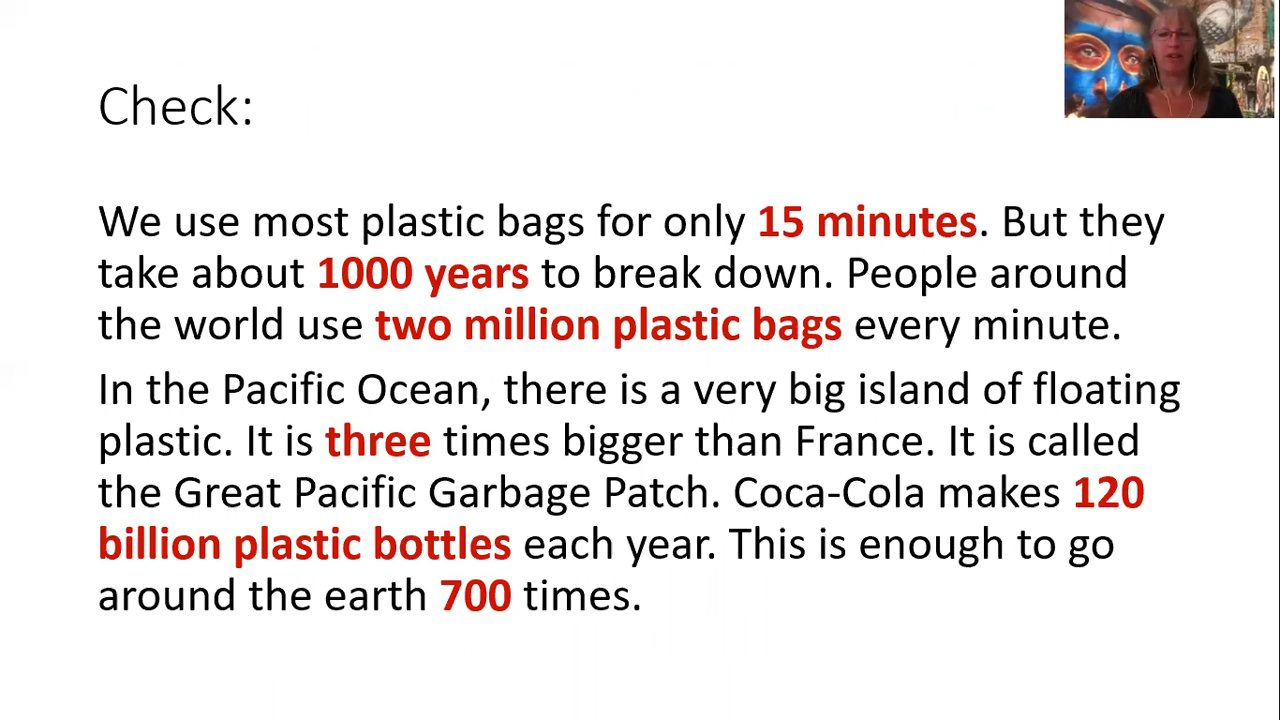 Check:
We use most plastic bags for only 15 minutes. But they
take about 1000 years to break down. People around
the world use two million plastic bags every minute.
In the Pacific Ocean, there is a very big island of floating
plastic. It is three times bigger than France. It is called
the Great Pacific Garbage Patch. Coca-Cola makes 120
billion plastic bottles each year. This is enough to go
around the earth 700 times.